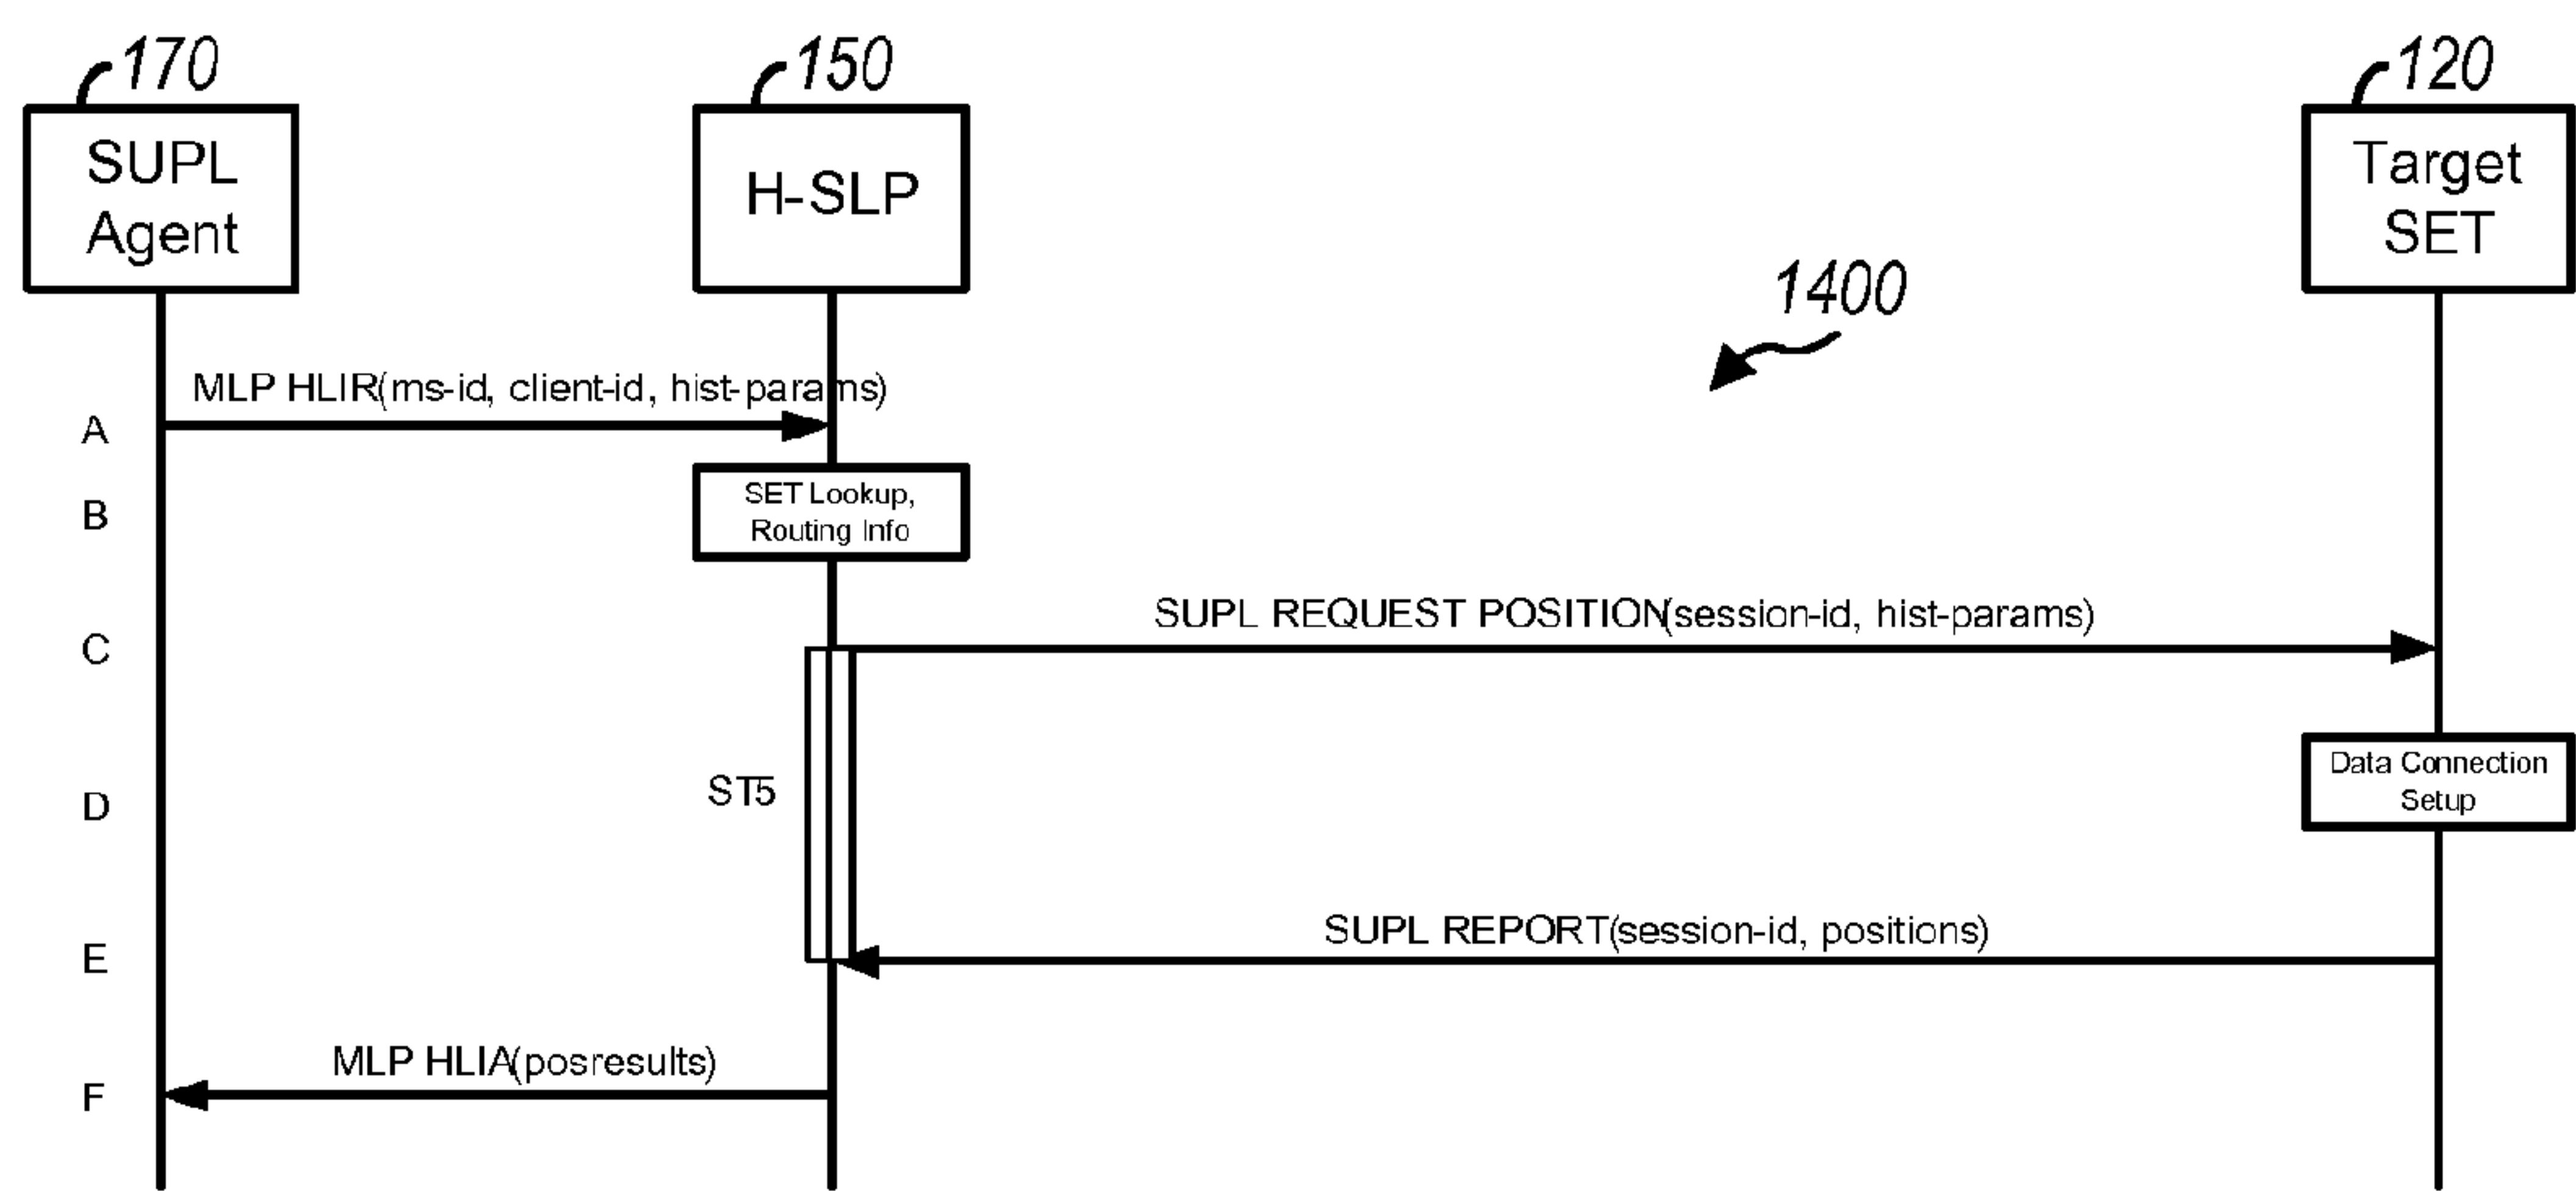 170
150
120
SUPL
Agent
H-SLP
Target
SET
1400
MLP HLIR(ms-id, client-id, hist-params)
A
B
SET Lookup,
Routing Info
SUPL REQUEST POSITION(session-id, hist-params)
C
Data Connection
Setup
ST5
D
SUPL REPORT(session-id, positions)
E
MLP HLIA(posresults)
F